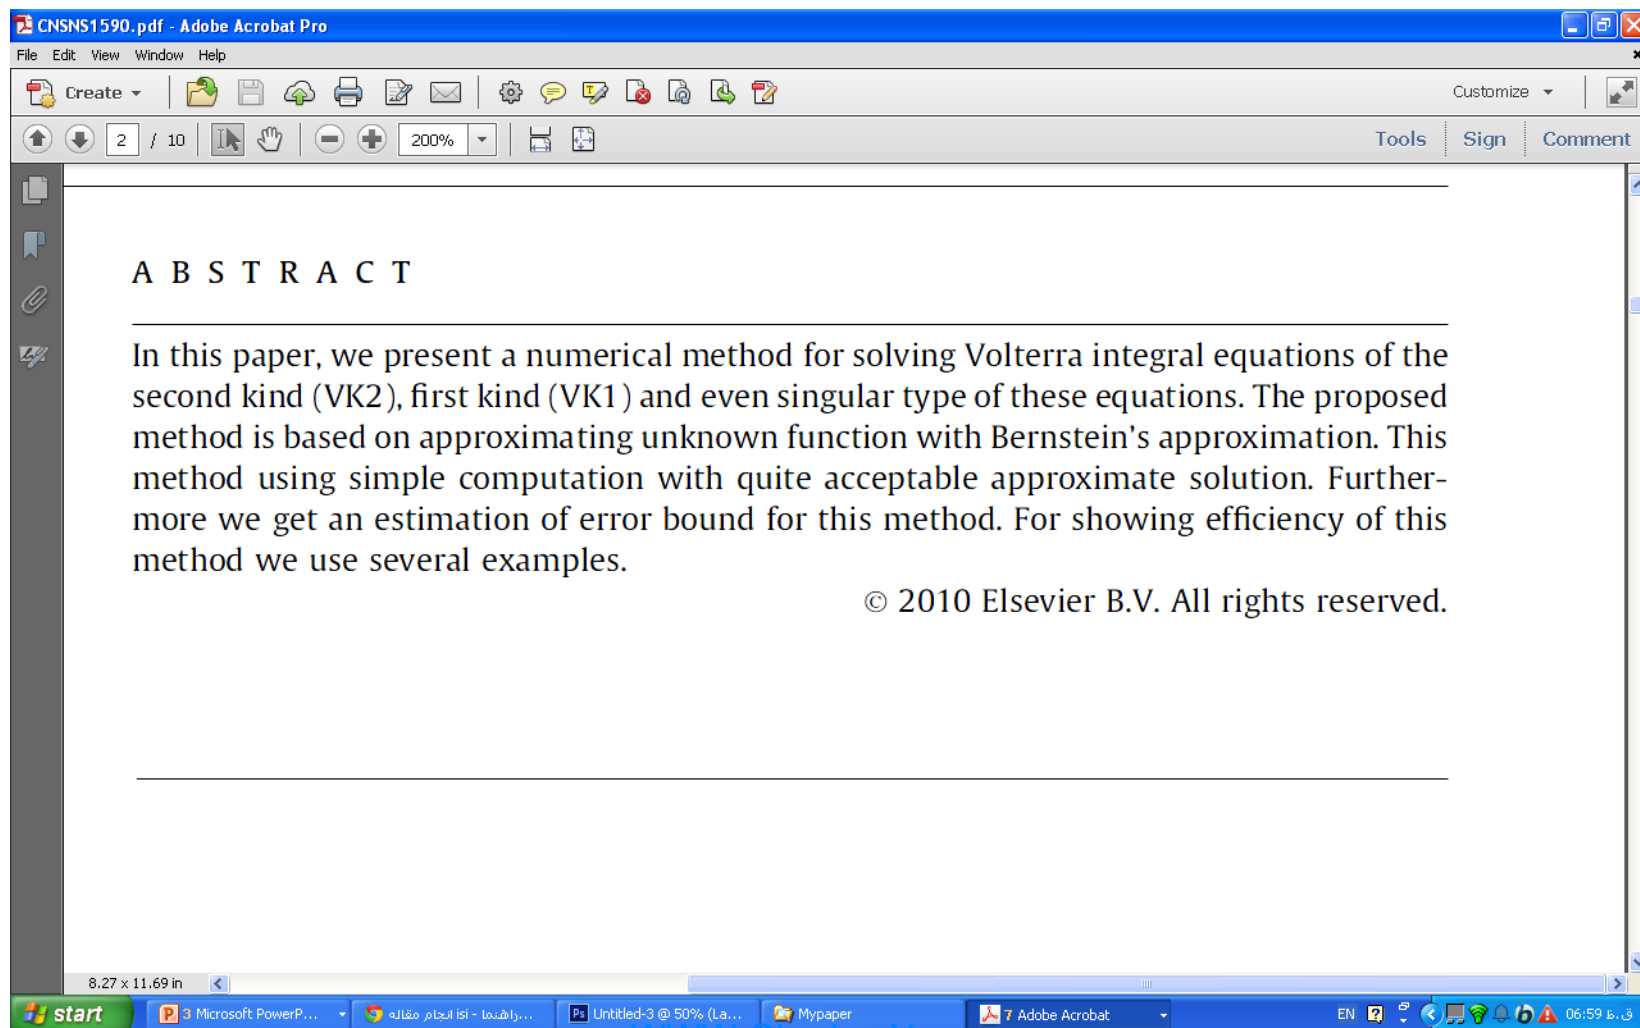 CNSNS1590.pdf - Adobe Acrobat Pro
File Edit View Window Help
Create Customize
2 / 10 200% Tools Sign Comment
A B S T R A C T
In this paper, we present a numerical method for solving Volterra integral equations of the
second kind (VK2), first kind (VK1) and even singular type of these equations. The proposed
method is based on approximating unknown function with Bernstein's approximation. This
method using simple computation with quite acceptable approximate solution. Further-
more we get an estimation of error bound for this method. For showing efficiency of this
method we use several examples.
© 2010 Elsevier B.V. All rights reserved.
8.27 x 11.69 in
start 3 Microsoft PowerP... راهنما - isi انجام مقاله... Untitled-3 @ 50% (La... Mypaper 7 Adobe Acrobat EN 06:59 ق.ظ